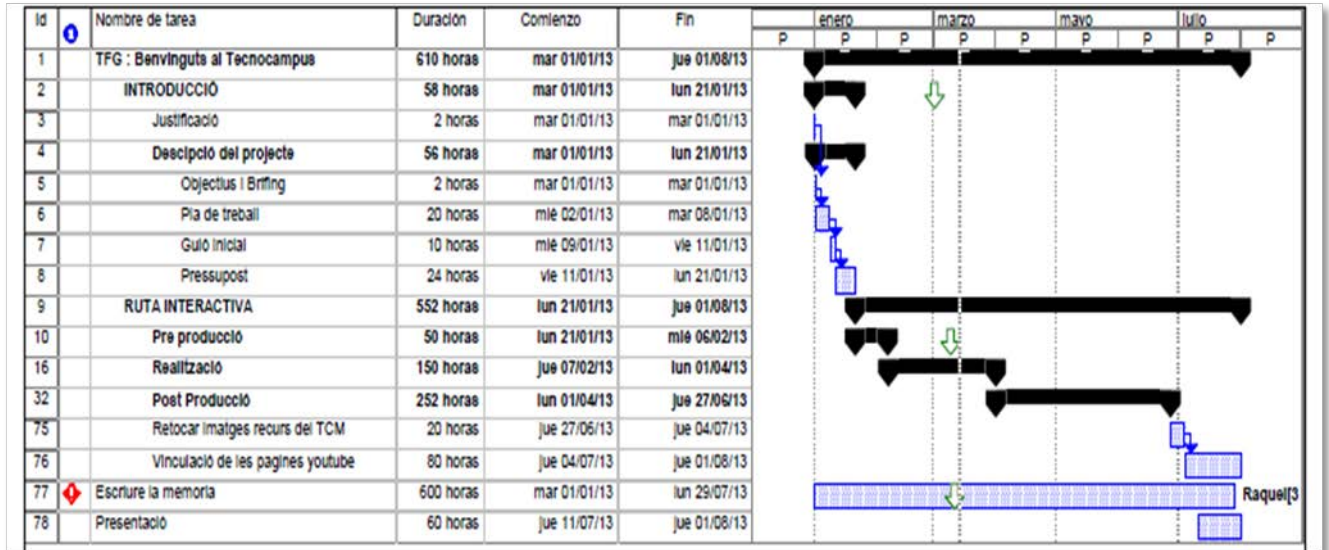 Id Nombre de tarea Duración Comienzo Fin enero marzo mayo julio
P P P P P P P P P
1 TFG : Benvinguts al Tecnocampus 610 horas mar 01/01/13 jue 01/08/13
2 INTRODUCCIÓ 58 horas mar 01/01/13 lun 21/01/13
3 Justificació 2 horas mar 01/01/13 mar 01/01/13
4 Descipció del projecte 56 horas mar 01/01/13 lun 21/01/13
5 Objectius i Brifing 2 horas mar 01/01/13 mar 01/01/13
6 Pla de treball 20 horas mié 02/01/13 mar 08/01/13
7 Guió inicial 10 horas mié 09/01/13 vie 11/01/13
8 Pressupost 24 horas vie 11/01/13 lun 21/01/13
9 RUTA INTERACTIVA 552 horas lun 21/01/13 jue 01/08/13
10 Pre producció 50 horas lun 21/01/13 mié 06/02/13
16 Realització 150 horas jue 07/02/13 lun 01/04/13
32 Post Producció 252 horas lun 01/04/13 jue 27/06/13
75 Retocar imatges recurs del TCM 20 horas jue 27/06/13 jue 04/07/13
76 Vinculació de les pagines youtube 80 horas jue 04/07/13 jue 01/08/13
77 Escriure la memoria 600 horas mar 01/01/13 lun 29/07/13 Raquel[3
78 Presentació 60 horas jue 11/07/13 jue 01/08/13